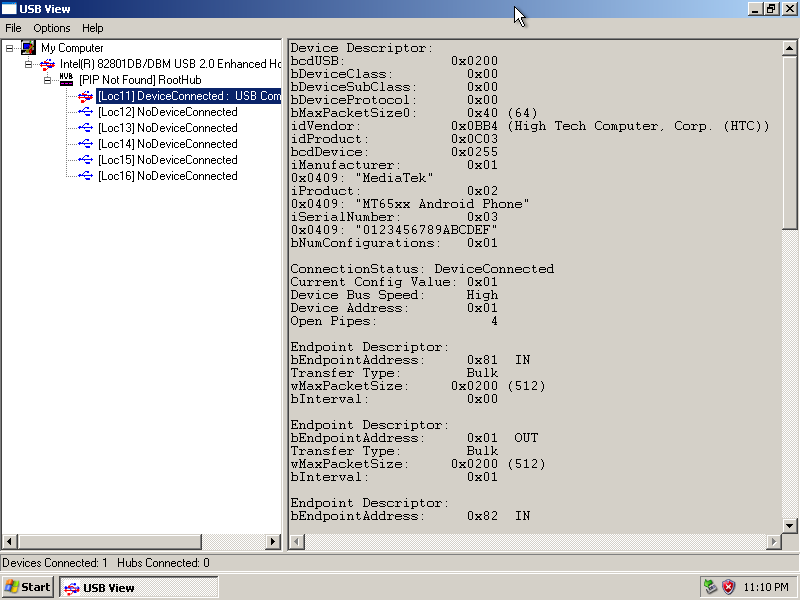 USB View
File Options Help
My Computer
Intel(R) 82801DB/DBM USB 2.0 Enhanced Ho
HUB [PIP Not Found] RootHub
[Loc11] DeviceConnected : USB Com
[Loc12] NoDeviceConnected
[Loc13] NoDeviceConnected
[Loc14] NoDeviceConnected
[Loc15] NoDeviceConnected
[Loc16] NoDeviceConnected
Device Descriptor:
bcdUSB: 0x0200
bDeviceClass: 0x00
bDeviceSubClass: 0x00
bDeviceProtocol: 0x00
bMaxPacketSize0: 0x40 (64)
idVendor: 0x0BB4 (High Tech Computer, Corp. (HTC))
idProduct: 0x0C03
bcdDevice: 0x0255
iManufacturer: 0x01
0x0409: "MediaTek"
iProduct: 0x02
0x0409: "MT65xx Android Phone"
iSerialNumber: 0x03
0x0409: "0123456789ABCDEF"
bNumConfigurations: 0x01
ConnectionStatus: DeviceConnected
Current Config Value: 0x01
Device Bus Speed: High
Device Address: 0x01
Open Pipes: 4
Endpoint Descriptor:
bEndpointAddress: 0x81 IN
Transfer Type: Bulk
wMaxPacketSize: 0x0200 (512)
bInterval: 0x00
Endpoint Descriptor:
bEndpointAddress: 0x01 OUT
Transfer Type: Bulk
wMaxPacketSize: 0x0200 (512)
bInterval: 0x01
Endpoint Descriptor:
bEndpointAddress: 0x82 IN
Devices Connected: 1 Hubs Connected: 0
Start USB View 11:10 PM